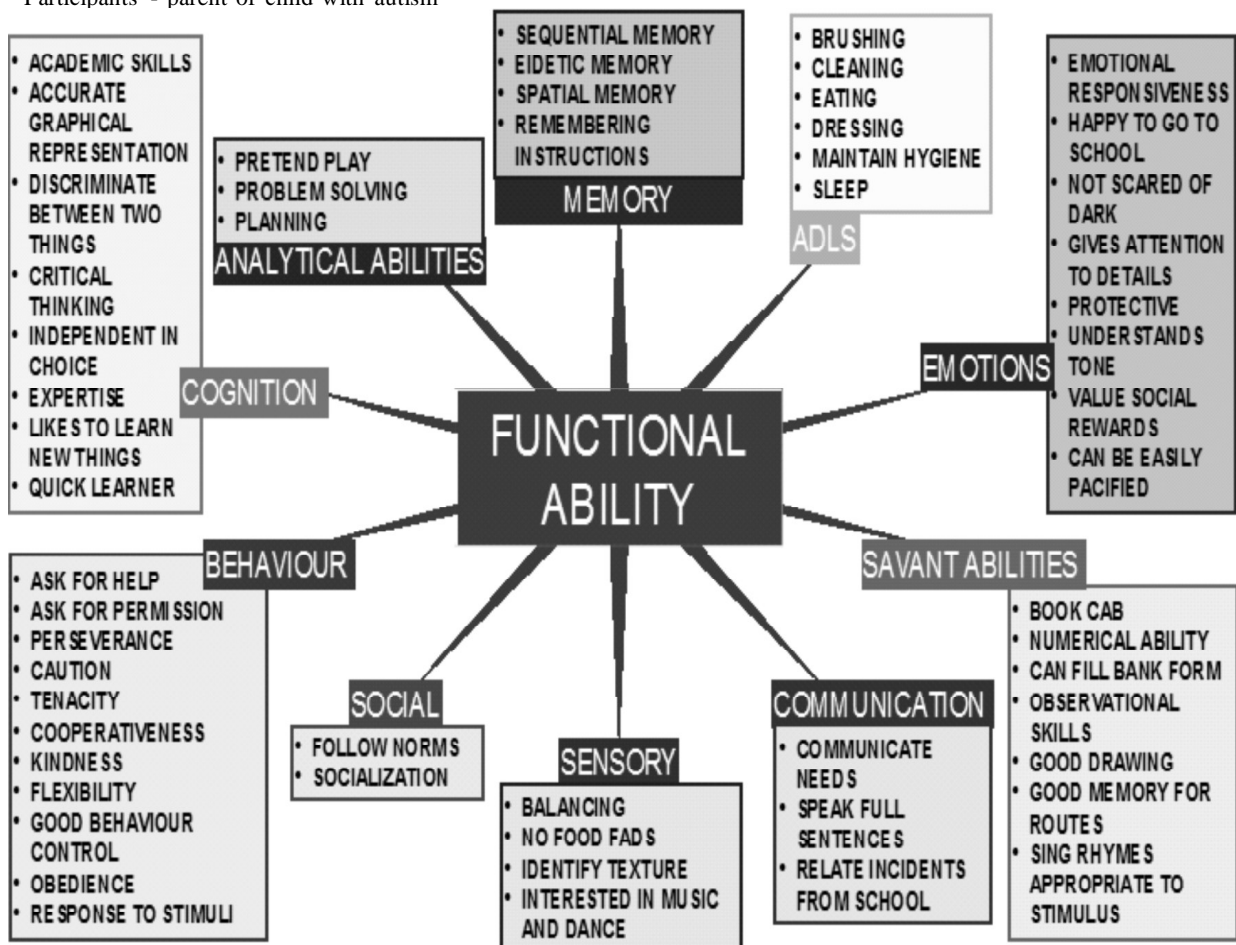 Participants - parent of child with autism
• ACADEMIC SKILLS
• ACCURATE
GRAPHICAL
REPRESENTATION
• DISCRIMINATE
BETWEEN TWO
THINGS
• CRITICAL
THINKING
• INDEPENDENT IN
CHOICE
• EXPERTISE
• LIKES TO LEARN
NEW THINGS
• QUICK LEARNER
COGNITION
• PRETEND PLAY
• PROBLEM SOLVING
• PLANNING
ANALYTICAL ABILITIES
• SEQUENTIAL MEMORY
• EIDETIC MEMORY
• SPATIAL MEMORY
• REMEMBERING
INSTRUCTIONS
MEMORY
• BRUSHING
• CLEANING
• EATING
• DRESSING
• MAINTAIN HYGIENE
• SLEEP
ADLS
• EMOTIONAL
RESPONSIVENESS
• HAPPY TO GO TO
SCHOOL
• NOT SCARED OF
DARK
• GIVES ATTENTION
TO DETAILS
• PROTECTIVE
• UNDERSTANDS
TONE
• VALUE SOCIAL
REWARDS
• CAN BE EASILY
PACIFIED
EMOTIONS
FUNCTIONAL
ABILITY
BEHAVIOUR
• ASK FOR HELP
• ASK FOR PERMISSION
• PERSEVERANCE
• CAUTION
• TENACITY
• COOPERATIVENESS
• KINDNESS
• FLEXIBILITY
• GOOD BEHAVIOUR
CONTROL
• OBEDIENCE
• RESPONSE TO STIMULI
SOCIAL
• FOLLOW NORMS
• SOCIALIZATION
SENSORY
• BALANCING
• NO FOOD FADS
• IDENTIFY TEXTURE
• INTERESTED IN MUSIC
AND DANCE
COMMUNICATION
• COMMUNICATE
NEEDS
• SPEAK FULL
SENTENCES
• RELATE INCIDENTS
FROM SCHOOL
SAVANT ABILITIES
• BOOK CAB
• NUMERICAL ABILITY
• CAN FILL BANK FORM
• OBSERVATIONAL
SKILLS
• GOOD DRAWING
• GOOD MEMORY FOR
ROUTES
• SING RHYMES
APPROPRIATE TO
STIMULUS